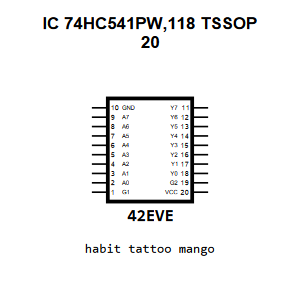 IC 74HC541PW,118 TSSOP
20
10 GND Y7 11
9 A7 Y6 12
8 A6 Y5 13
7 A5 Y4 14
6 A4 Y3 15
5 A3 Y2 16
4 A2 Y1 17
3 A1 Y0 18
2 A0 G2 19
1 G1 VCC 20
42EVE
habit tattoo mango